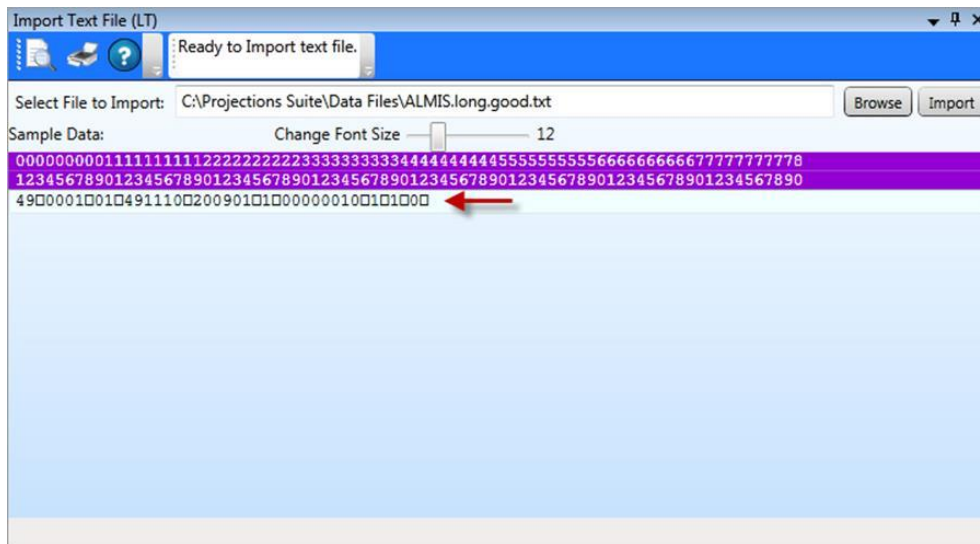 Import Text File (LT)
Ready to Import text file.
Select File to Import: C:\Projections Suite\Data Files\ALMIS.long.good.txt Browse Import
Sample Data: Change Font Size 12
00000000011111111112222222222333333333344444444445555555555666666666677777777778
12345678901234567890123456789012345678901234567890123456789012345678901234567890
49□0001□01□491110□200901□1□00000010□1□1□0□